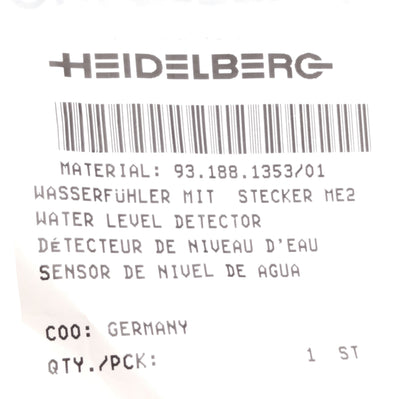 HEIDELBERG
MATERIAL: 93.188.1353/01
WASSERFüHLER MIT STECKER ME2
WATER LEVEL DETECTOR
DéTECTEUR DE NIVEAU D'EAU
SENSOR DE NIVEL DE AGUA
COO: GERMANY
QTY./PCK: 1 ST